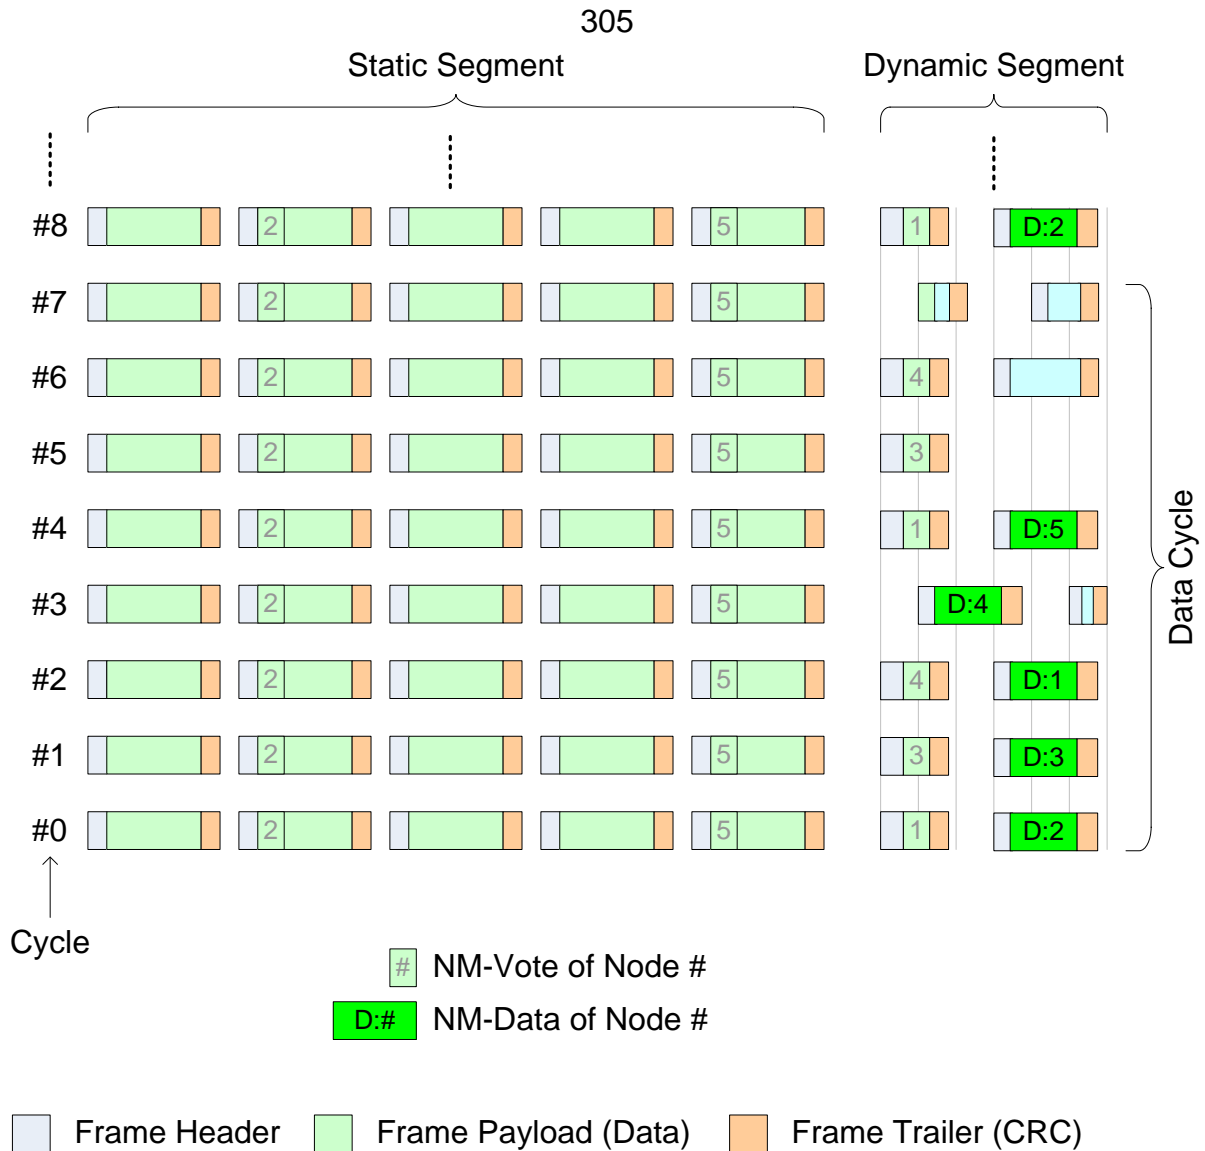 305
Static Segment Dynamic Segment
#8 2 5 1 D:2
#7 2 5
#6 2 5 4
#5 2 5 3
#4 2 5 1 D:5
#3 2 5 D:4
#2 2 5 4 D:1
#1 2 5 3 D:3
#0 2 5 1 D:2
Data Cycle
Cycle
# NM-Vote of Node #
D:# NM-Data of Node #
Frame Header Frame Payload (Data) Frame Trailer (CRC)